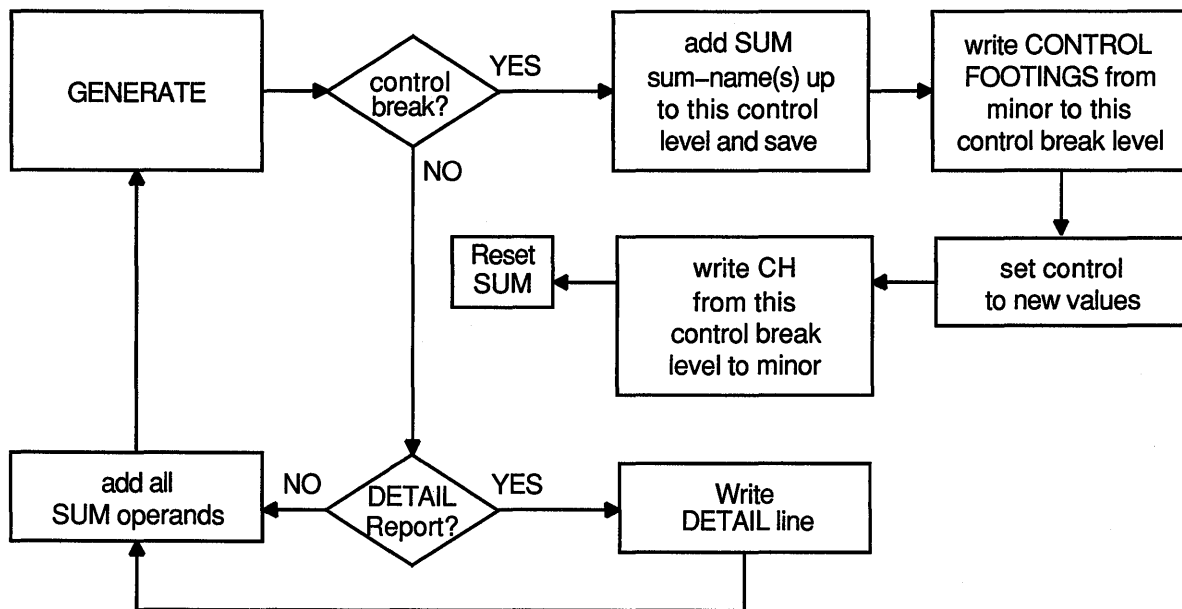 GENERATE
control
break?
YES
NO
add SUM
sum–name(s) up
to this control
level and save
write CONTROL
FOOTINGS from
minor to this
control break level
Reset
SUM
write CH
from this
control break
level to minor
set control
to new values
add all
SUM operands
NO
DETAIL
Report?
YES
Write
DETAIL line